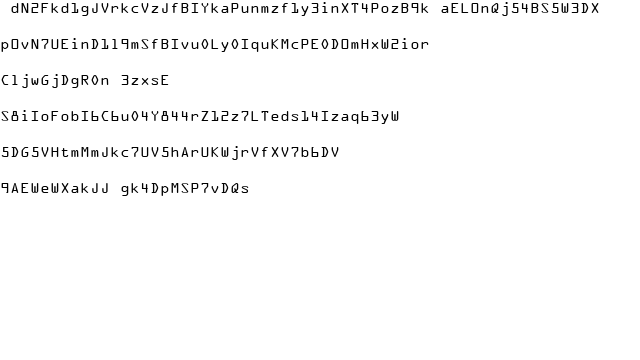 dN2Fkd1gJVrkcVzJfBIYkaPunmzf1y3inXT4PozB9k aELOnQj54BS5W3DX
pOvN7UEinD1l9mSfBIvu0Ly0IquKMcPE0DOmHxW2ior
CljwGjDgR0n 3zxsE
S8iIoFobI6C6u04Y844rZ12z7LTeds14Izaq63yW
5DG5VHtmMmJkc7UV5hArUKWjrVfXV7b6DV
9AEWeWXakJJ gk4DpMSP7vDQs